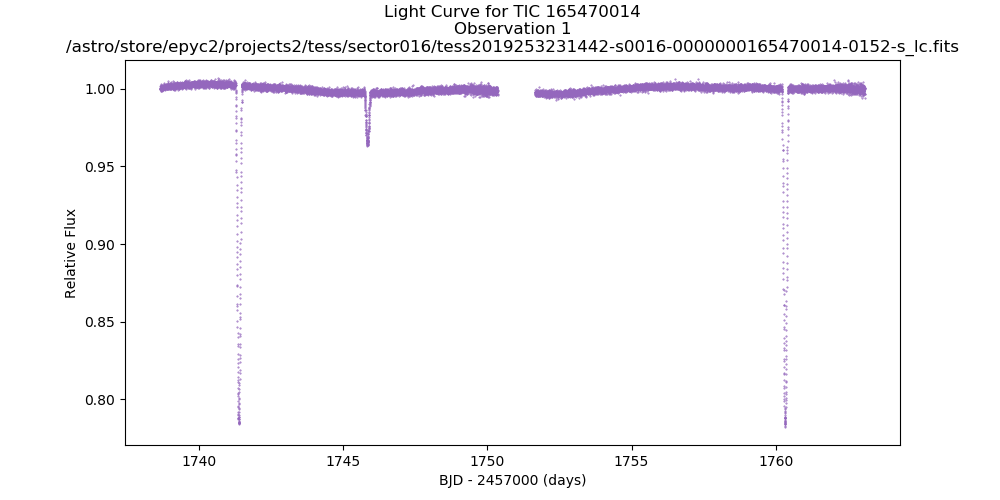 Light Curve for TIC 165470014
Observation 1
/astro/store/epyc2/projects2/tess/sector016/tess2019253231442-s0016-0000000165470014-0152-s_lc.fits
1.00
0.95
0.90
0.85
0.80
Relative Flux
1740
1745
1750
1755
1760
BJD - 2457000 (days)